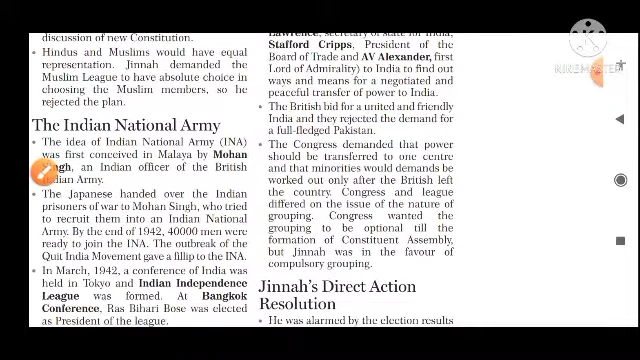 discussion of new Constitution.
• Hindus and Muslims would have equal
representation. Jinnah demanded the
Muslim League to have absolute choice in
choosing the Muslim members, so he
rejected the plan.
The Indian National Army
• The idea of Indian National Army (INA)
was first conceived in Malaya by Mohan
Singh, an Indian officer of the British
Indian Army.
• The Japanese handed over the Indian
prisoners of war to Mohan Singh, who tried
to recruit them into an Indian National
Army. By the end of 1942, 40000 men were
ready to join the INA. The outbreak of the
Quit India Movement gave a fillip to the INA.
• In March, 1942, a conference of India was
held in Tokyo and Indian Independence
League was formed. At Bangkok
Conference, Ras Bihari Bose was elected
as President of the league.
Lawrence, secretary of state for India,
Stafford Cripps, President of the
Board of Trade and AV Alexander, first
Lord of Admirality) to India to find out
ways and means for a negotiated and
peaceful transfer of power to India.
• The British bid for a united and friendly
India and they rejected the demand for
a full-fledged Pakistan.
• The Congress demanded that power
should be transferred to one centre
and that minorities would demands be
worked out only after the British left
the country. Congress and league
differed on the issue of the nature of
grouping. Congress wanted the
grouping to be optional till the
formation of Constituent Assembly,
but Jinnah was in the favour of
compulsory grouping.
Jinnah's Direct Action
Resolution
• He was alarmed by the election results
KINEMASTER